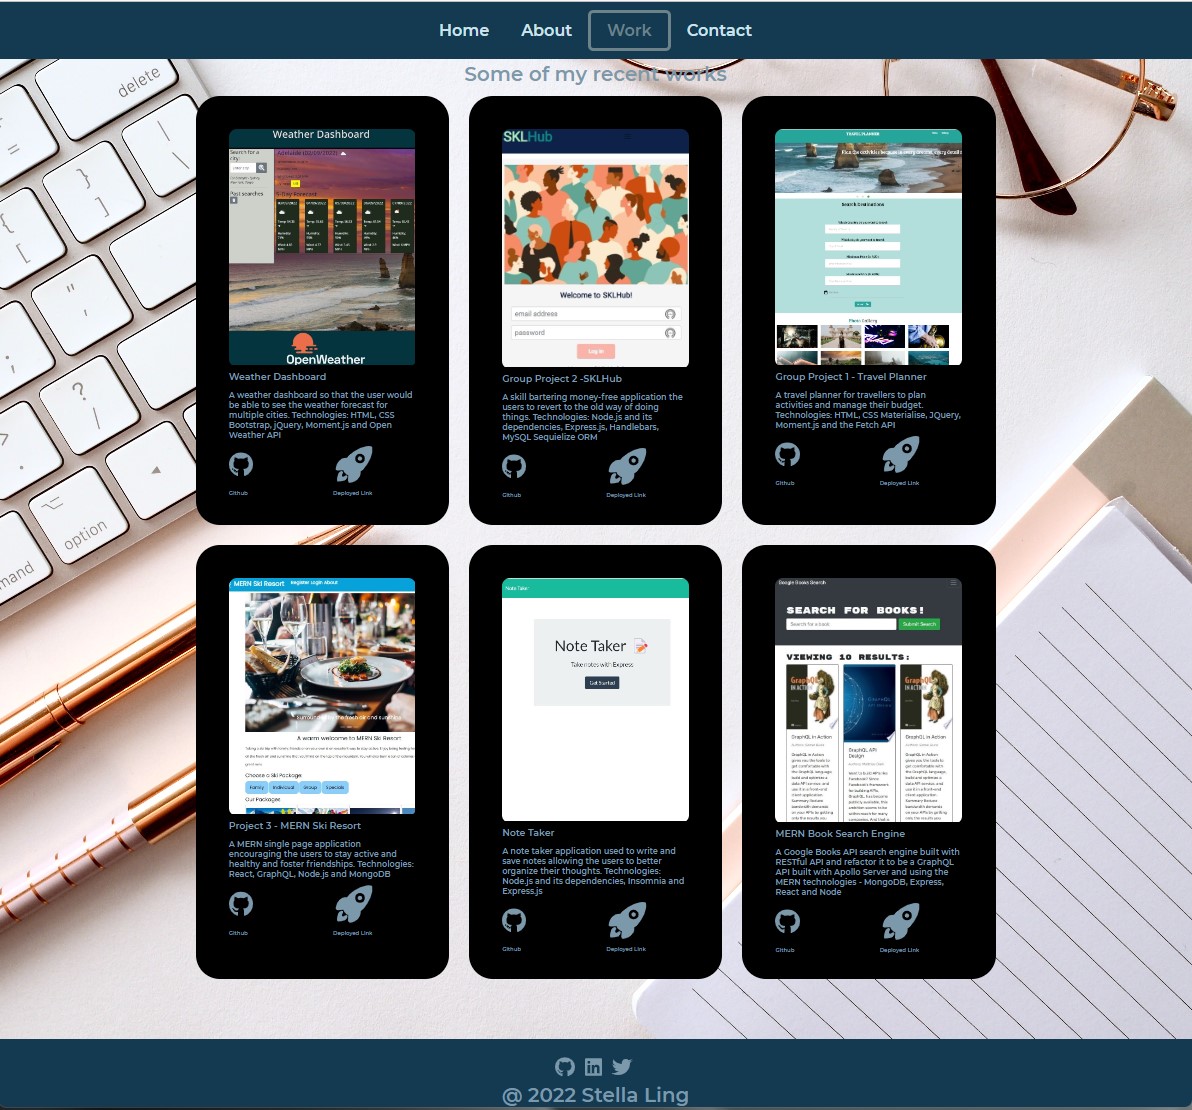 Home About Work Contact
Some of my recent works
delete
option
Weather Dashboard
Search for a city!
Past searches
OpenWeather
Weather Dashboard
A weather dashboard so that the user would
be able to see the weather forecast for
multiple cities. Technologies: HTML, CSS
Bootstrap, jQuery, Moment.js and Open
Weather API
Github
Deployed Link
SKLHub
Welcome to SKLHub!
email address
password
Log in
Group Project 2 -SKLHub
A skill bartering money-free application the
users to revert to the old way of doing
things. Technologies: Node.js and its
dependencies, Express.js, Handlebars,
MySQL Sequielize ORM
Github
Deployed Link
TRAVEL PLANNER
Search Destinations
Photo Gallery
Group Project 1 - Travel Planner
A travel planner for travellers to plan
activities and manage their budget.
Technologies: HTML, CSS Materialise, JQuery,
Moment.js and the Fetch API
Github
Deployed Link
MERN Ski Resort Register Login About
Surrounded by the fresh air and sunshine
A warm welcome to MERN Ski Resort
Choose a Ski Package:
Family Individual Group Specials
Our Packages
Project 3 - MERN Ski Resort
A MERN single page application
encouraging the users to stay active and
healthy and foster friendships. Technologies:
React, GraphQL, Node.js and MongoDB
Github
Deployed Link
Note Taker
Note Taker
Take notes with Express
Get Started
Note Taker
A note taker application used to write and
save notes allowing the users to better
organize their thoughts. Technologies:
Node.js and its dependencies, Insomnia and
Express.js
Github
Deployed Link
Google Books Search
SEARCH FOR BOOKS!
Search for a book
Submit Search
VIEWING 10 RESULTS:
GraphQL in Action
GraphQL API
Design
GraphQL in Action
MERN Book Search Engine
A Google Books API search engine built with
RESTful API and refactor it to be a GraphQL
API built with Apollo Server and using the
MERN technologies - MongoDB, Express,
React and Node
Github
Deployed Link
@ 2022 Stella Ling